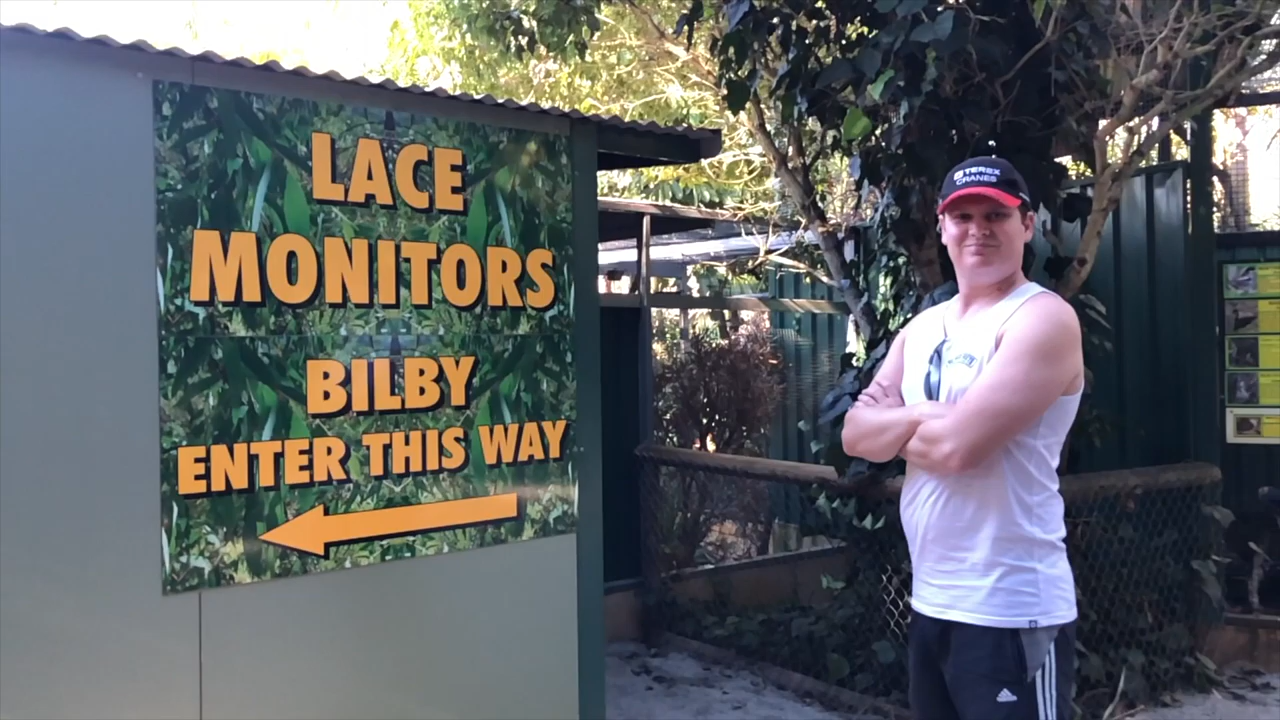 LACE
MONITORS
BILBY
ENTER THIS WAY
TEREX
CRANES